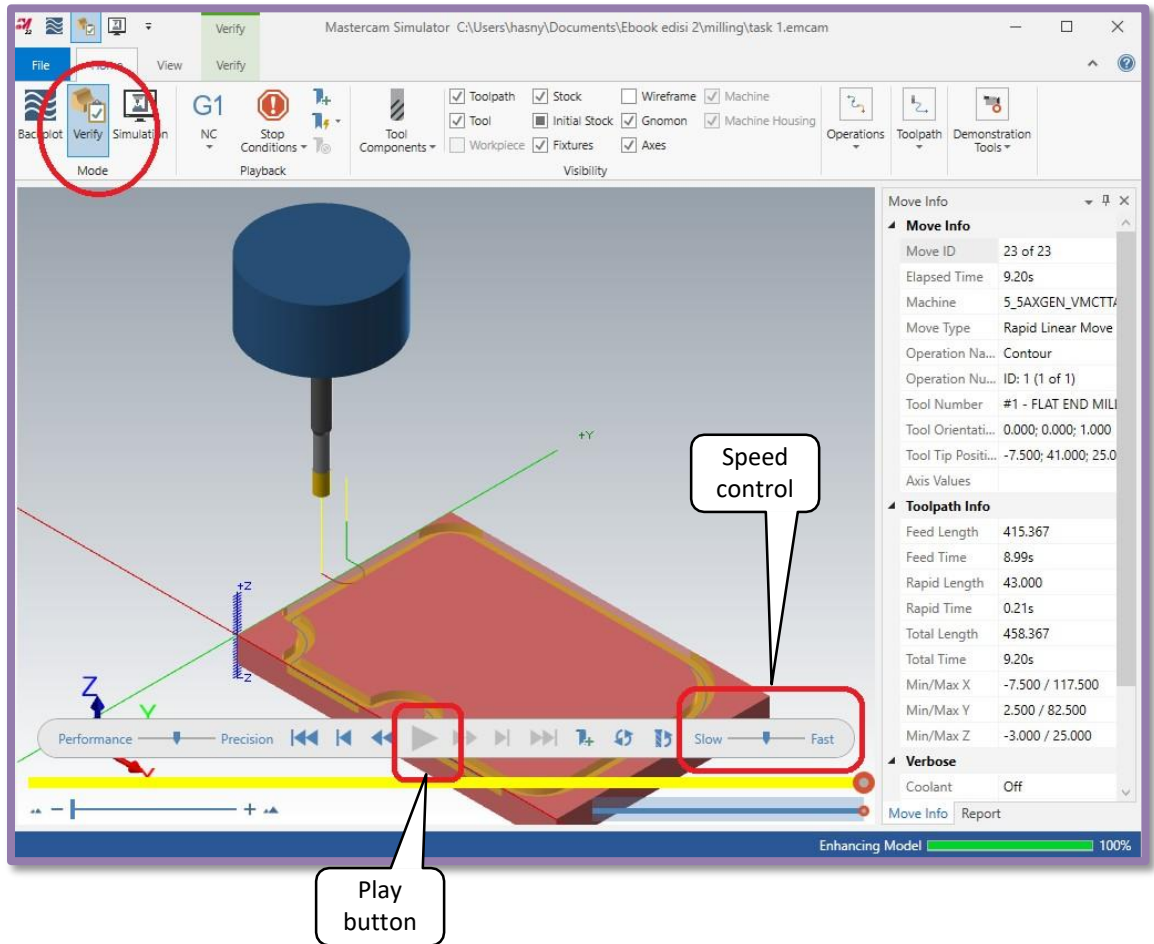 Verify
Mastercam Simulator C:\Users\hasny\Documents\Ebook edisi 2\milling\task 1.emcam
File
Home
View
Verify
Backplot
Verify
Simulation
Mode
G1
NC
Stop
Conditions
Playback
Tool
Components
Toolpath
Stock
Wireframe
Machine
Tool
Initial Stock
Gnomon
Machine Housing
Workpiece
Fixtures
Axes
Visibility
Operations
Toolpath
Demonstration
Tools
+Y
+Z
-Z
Z
Y
Speed
control
Performance
Precision
Slow
Fast
Play
button
Move Info
Move Info
Move ID 23 of 23
Elapsed Time 9.20s
Machine 5_5AXGEN_VMCTTA
Move Type Rapid Linear Move
Operation Na... Contour
Operation Nu... ID: 1 (1 of 1)
Tool Number #1 - FLAT END MILL
Tool Orientati... 0.000; 0.000; 1.000
Tool Tip Positi... -7.500; 41.000; 25.0
Axis Values
Toolpath Info
Feed Length 415.367
Feed Time 8.99s
Rapid Length 43.000
Rapid Time 0.21s
Total Length 458.367
Total Time 9.20s
Min/Max X -7.500 / 117.500
Min/Max Y 2.500 / 82.500
Min/Max Z -3.000 / 25.000
Verbose
Coolant Off
Move Info Report
Enhancing Model 100%